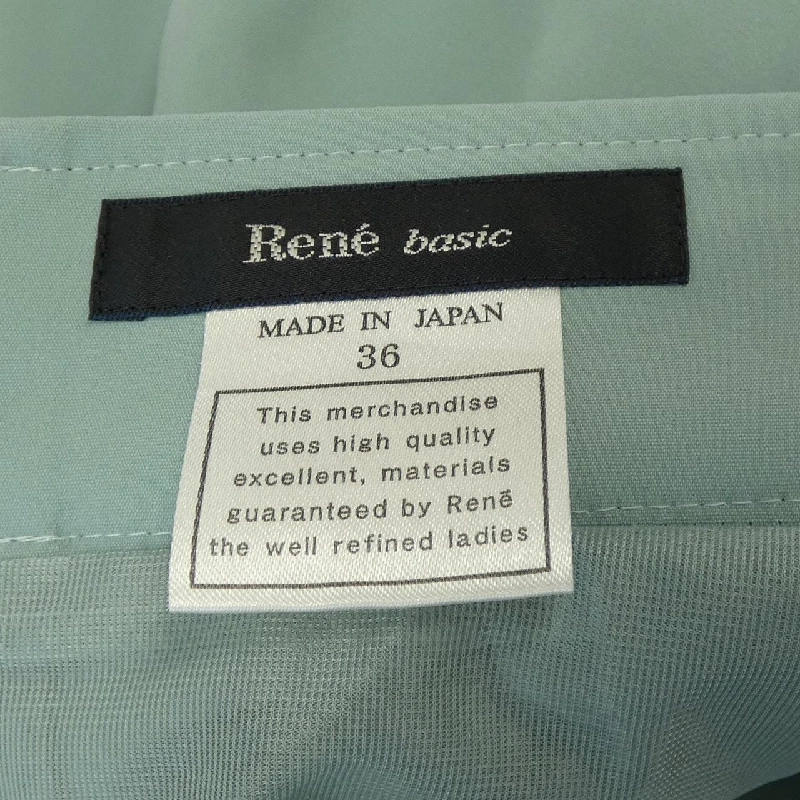 René basic
MADE IN JAPAN
36
This merchandise
uses high quality
excellent, materials
guaranteed by René
the well refined ladies